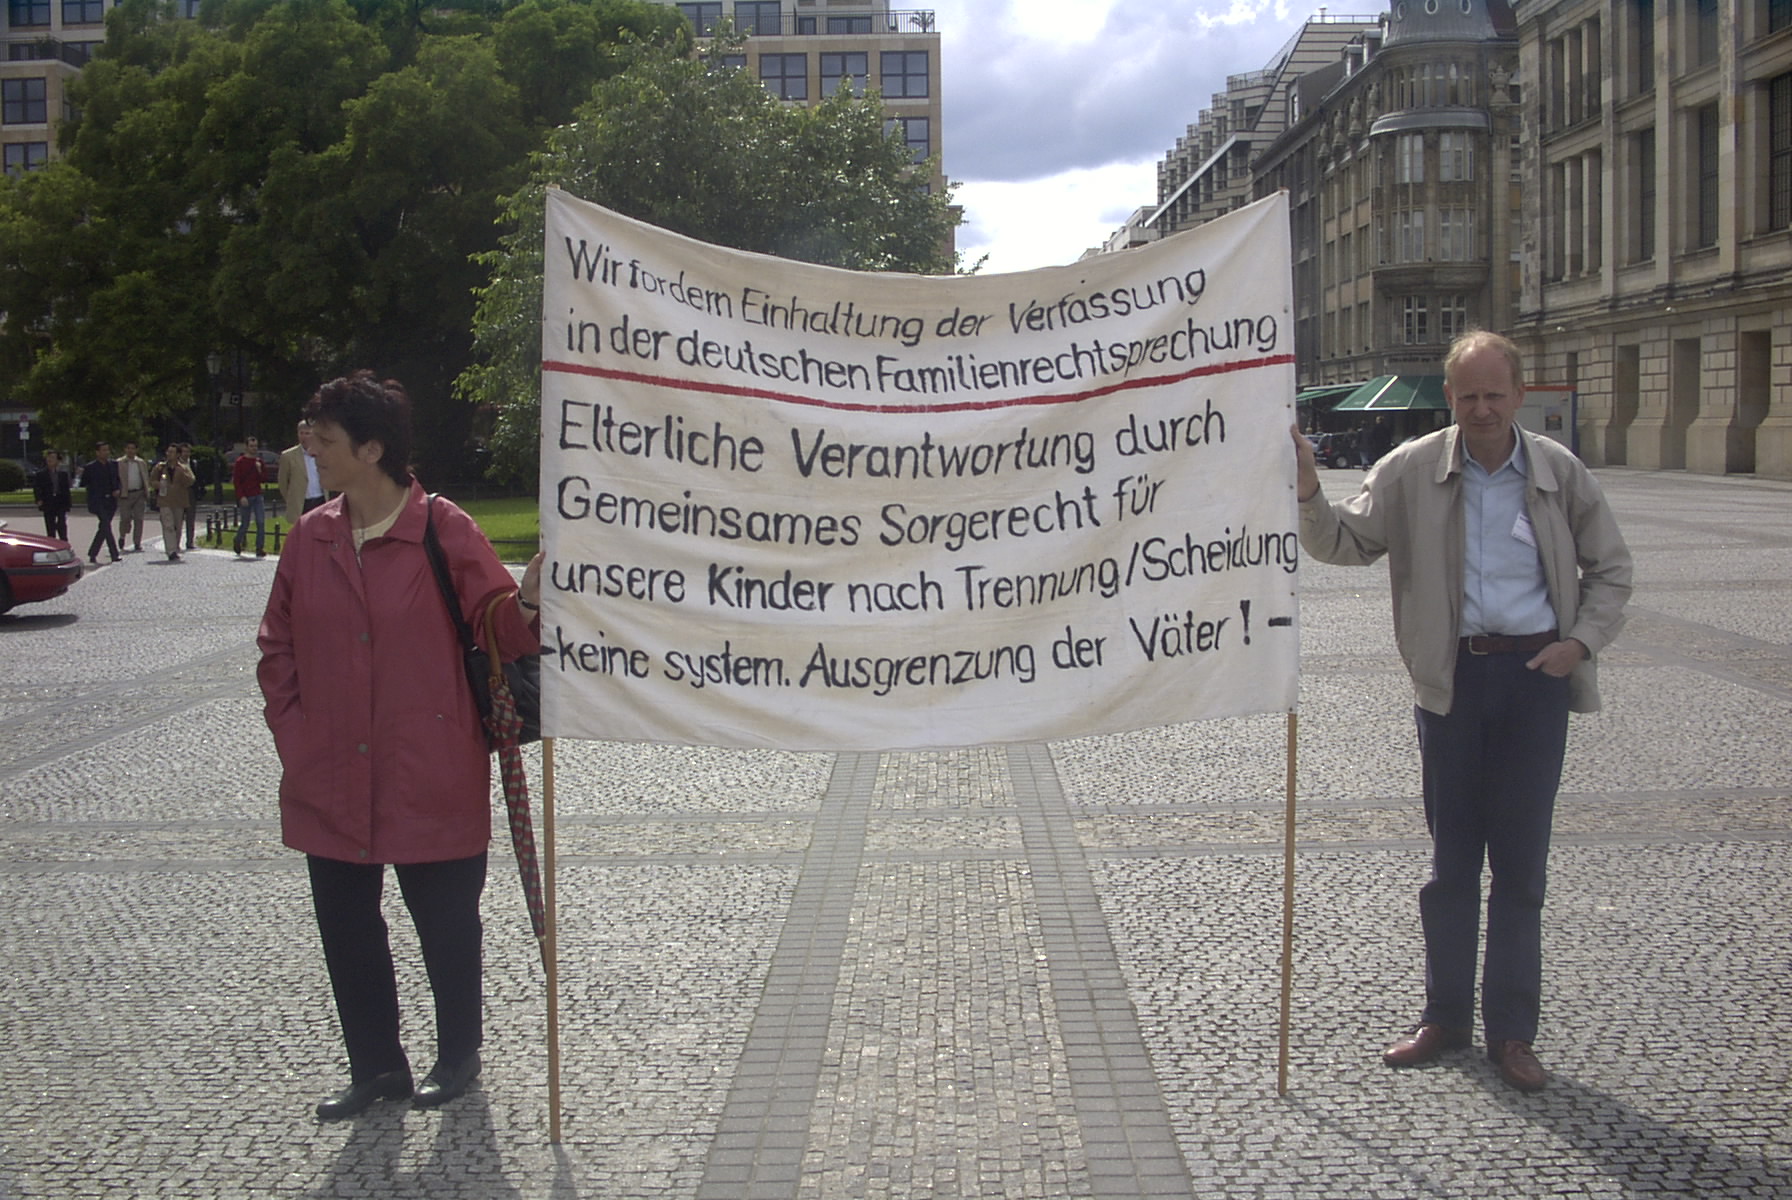 Wir fordern Einhaltung der Verfassung
in der deutschen Familienrechtsprechung
Elterliche Verantwortung durch
Gemeinsames Sorgerecht für
unsere Kinder nach Trennung/Scheidung
-keine system. Ausgrenzung der Väter! -